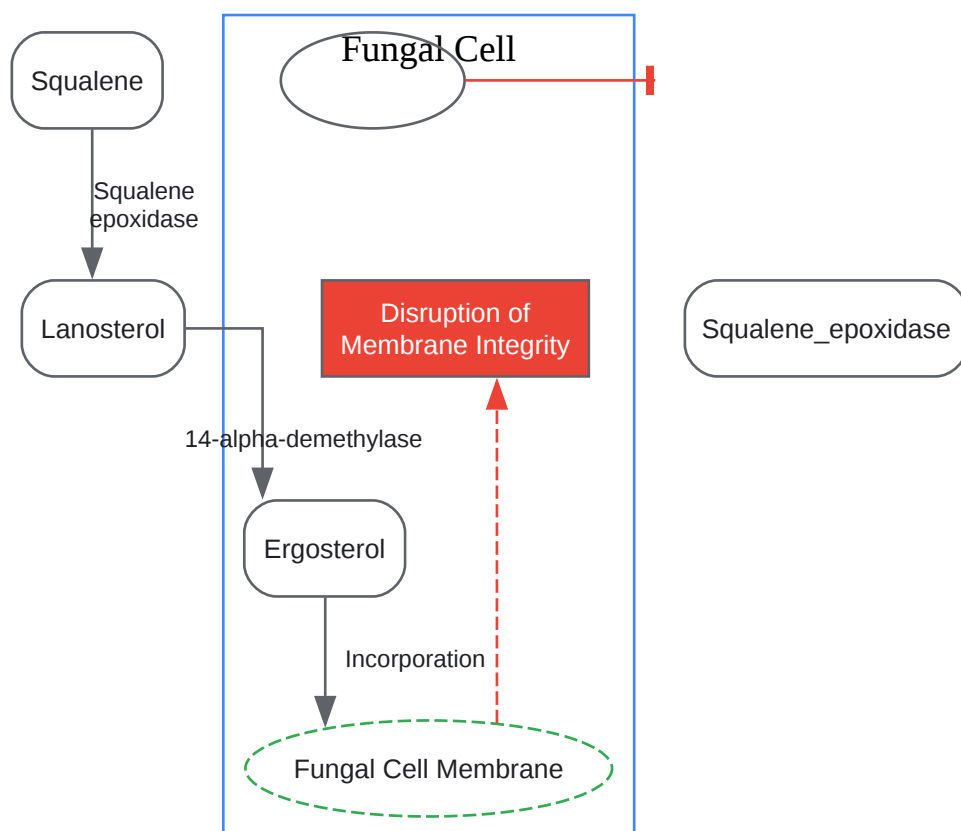 Fungal Cell
Squalene
Squalene
epoxidase
Lanosterol
Disruption of
Membrane Integrity
Squalene_epoxidase
14-alpha-demethylase
Ergosterol
Incorporation
Fungal Cell Membrane